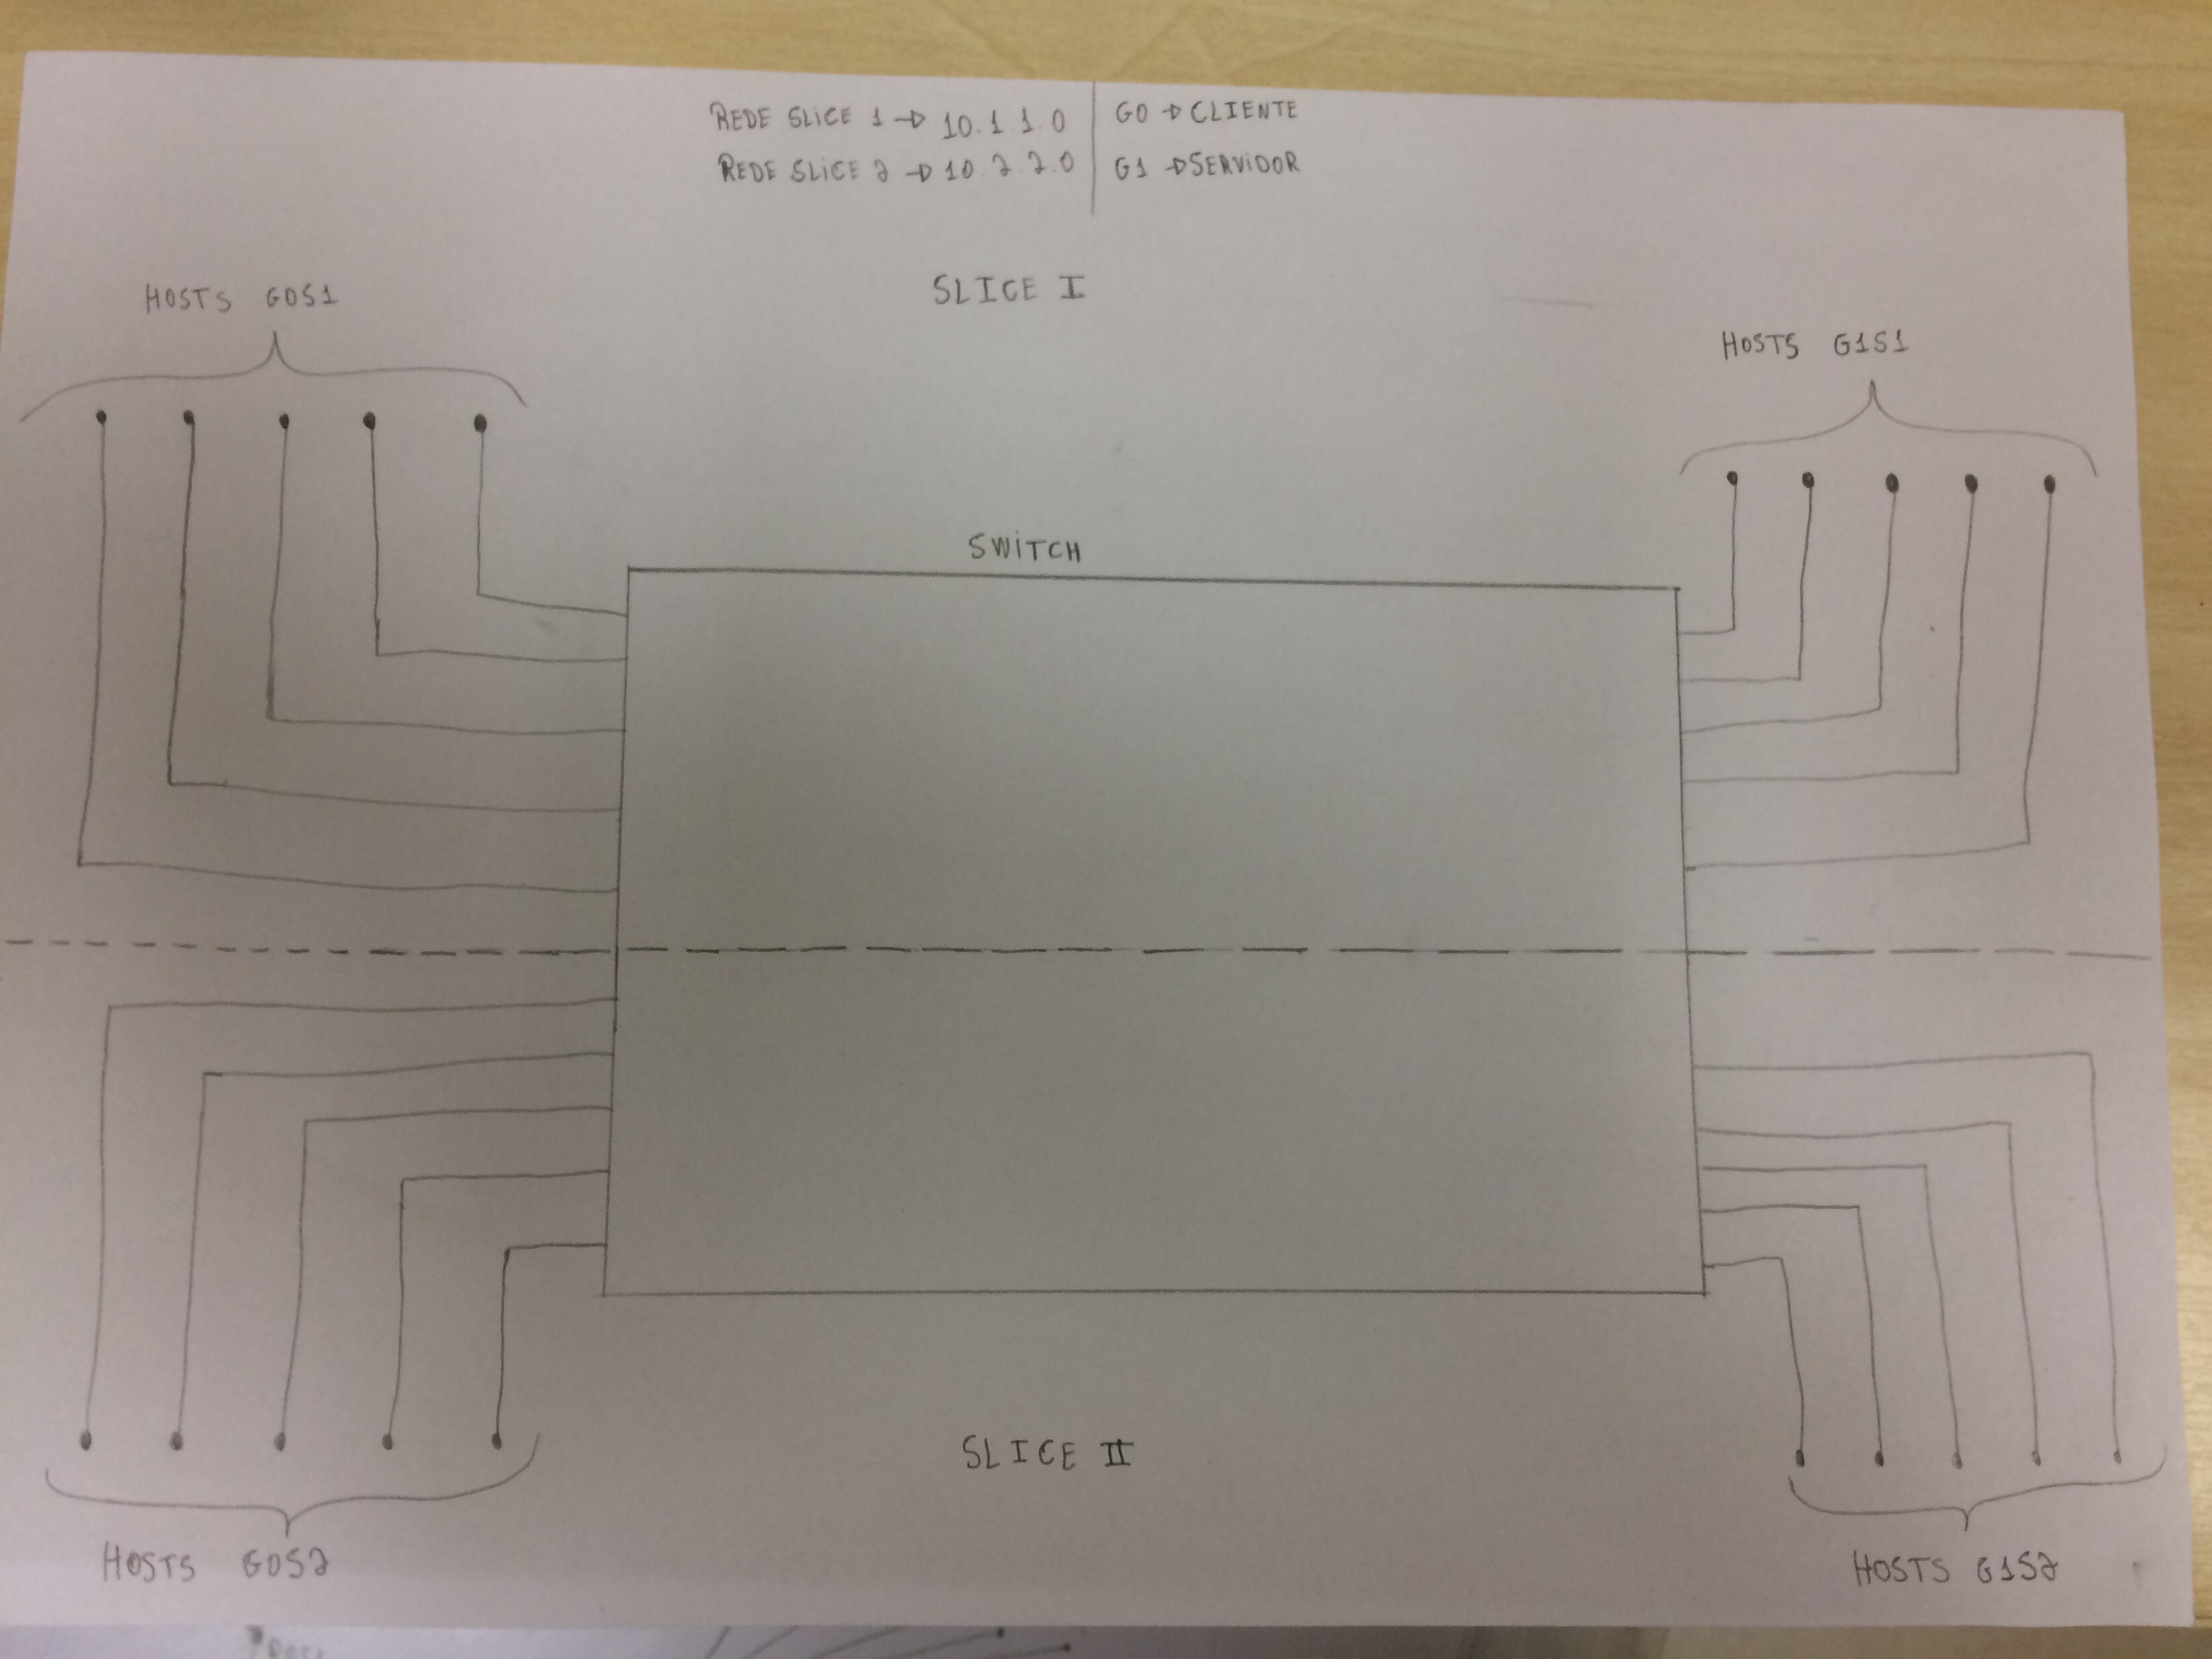 REDE SLICE 1 → 10.1.1.0 | G0 → CLIENTE
REDE SLICE 2 → 10.2.2.0 | G1 → SERVIDOR
SLICE I
HOSTS G0S1
HOSTS G1S1
SWITCH
SLICE II
HOSTS G0S2
HOSTS G1S2